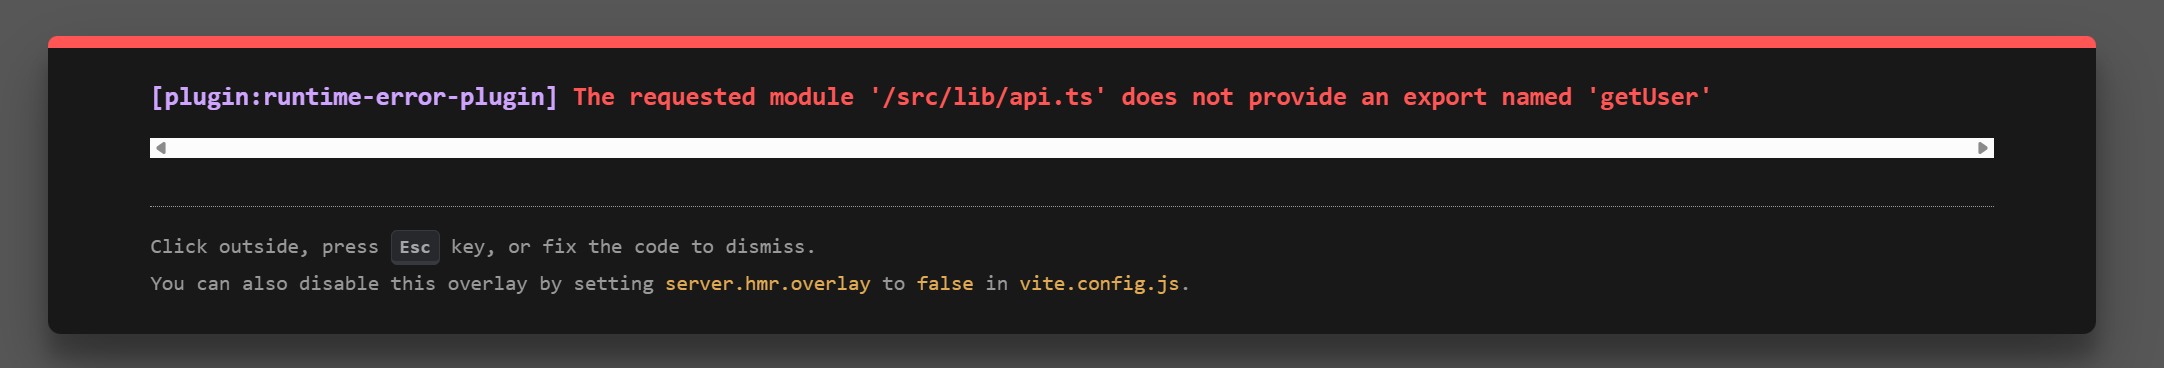 [plugin:runtime-error-plugin] The requested module '/src/lib/api.ts' does not provide an export named 'getUser'
Click outside, press Esc key, or fix the code to dismiss.
You can also disable this overlay by setting server.hmr.overlay to false in vite.config.js.